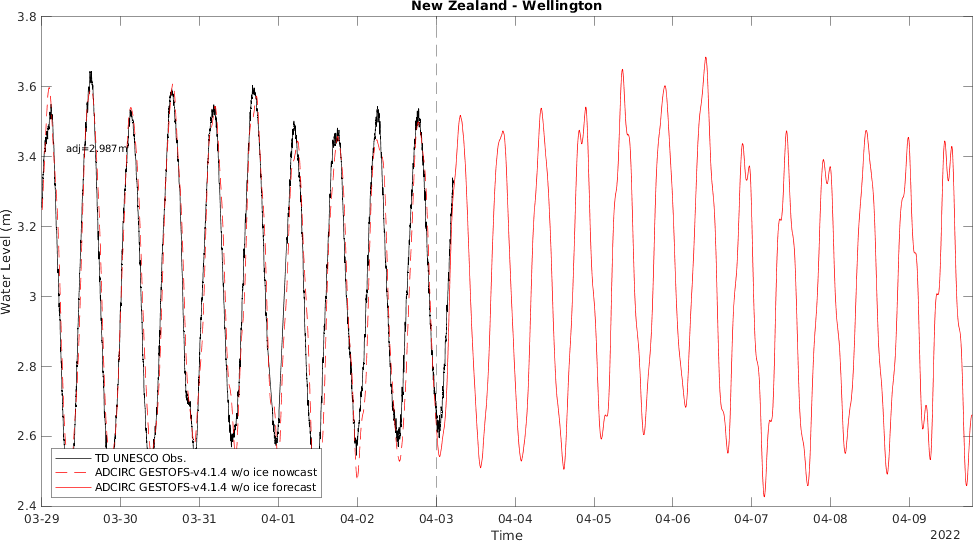 New Zealand - Wellington
3.8
3.6
3.4
3.2
3
2.8
2.6
2.4
Water Level (m)
adj=2.987m
TD UNESCO Obs.
ADCIRC GESTOFS-v4.1.4 w/o ice nowcast
ADCIRC GESTOFS-v4.1.4 w/o ice forecast
03-29 03-30 03-31 04-01 04-02 04-03 04-04 04-05 04-06 04-07 04-08 04-09
Time
2022